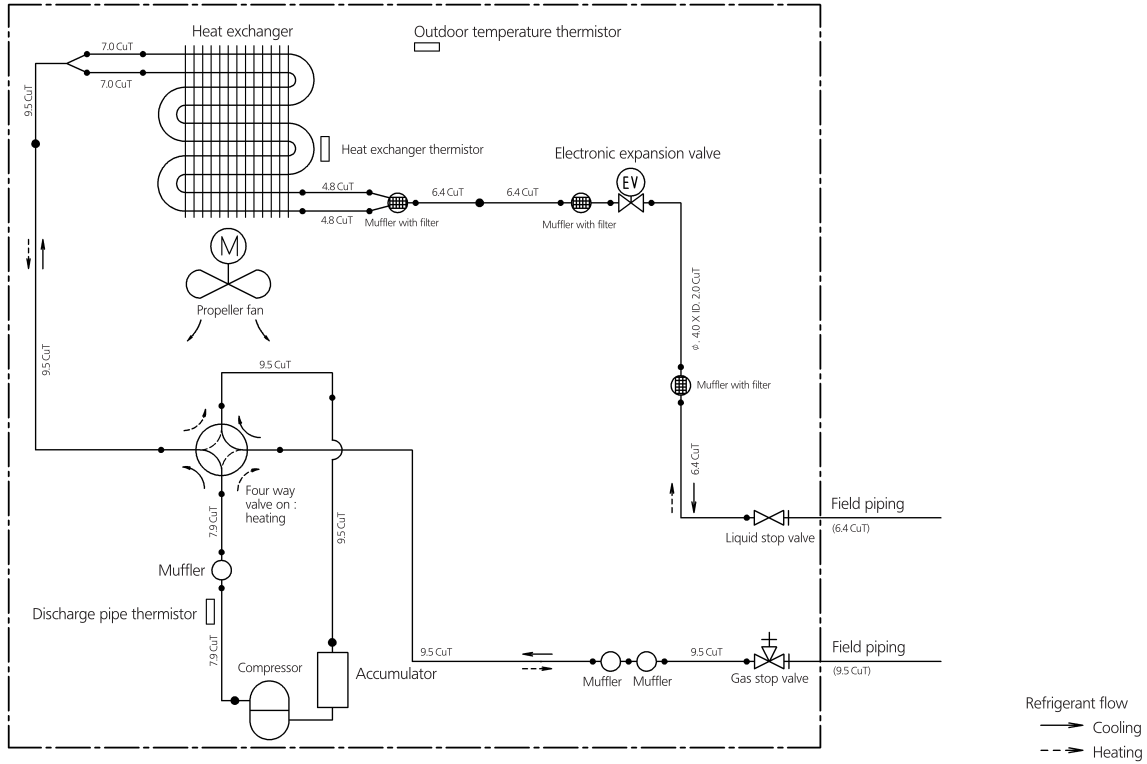 Heat exchanger
Outdoor temperature thermistor
7.0 CuT
7.0 CuT
9.5 CuT
Heat exchanger thermistor
Electronic expansion valve
EV
4.8 CuT
4.8 CuT
6.4 CuT
6.4 CuT
Muffler with filter
Muffler with filter
M
Propeller fan
9.5 CuT
9.5 CuT
ϕ, 4.0 X ID. 2.0 CuT
Muffler with filter
6.4 CuT
Four way
valve on :
heating
7.9 CuT
9.5 CuT
Field piping
(6.4 CuT)
Liquid stop valve
Muffler
Discharge pipe thermistor
7.9 CuT
Compressor
Accumulator
9.5 CuT
Muffler
Muffler
9.5 CuT
Gas stop valve
Field piping
(9.5 CuT)
Refrigerant flow
Cooling
Heating